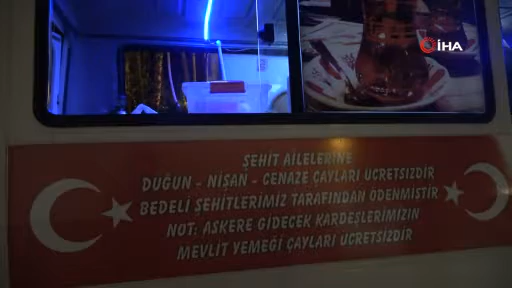 İHA
ŞEHİT AİLELERİNE
DÜĞÜN - NİŞAN - CENAZE ÇAYLARI ÜCRETSİZDİR
BEDELİ ŞEHİTLERİMİZ TARAFINDAN ÖDENMİŞTİR
NOT: ASKERE GİDECEK KARDEŞLERİMİZİN
MEVLİT YEMEĞİ ÇAYLARI ÜCRETSİZDİR